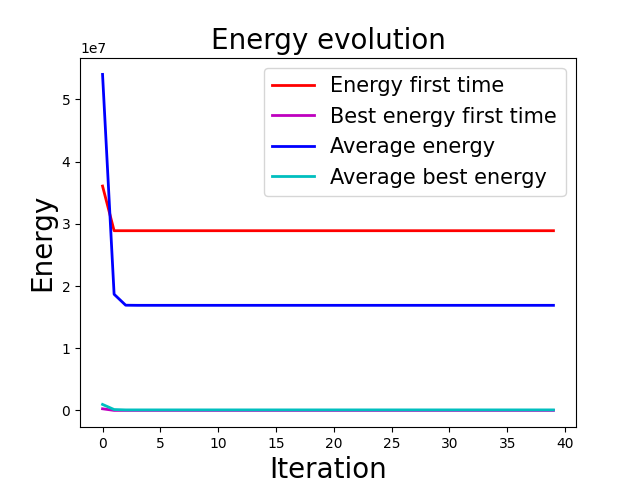 Energy evolution
1e7
Energy first time
Best energy first time
Average energy
Average best energy
Energy
5
4
3
2
1
0
0 5 10 15 20 25 30 35 40
Iteration